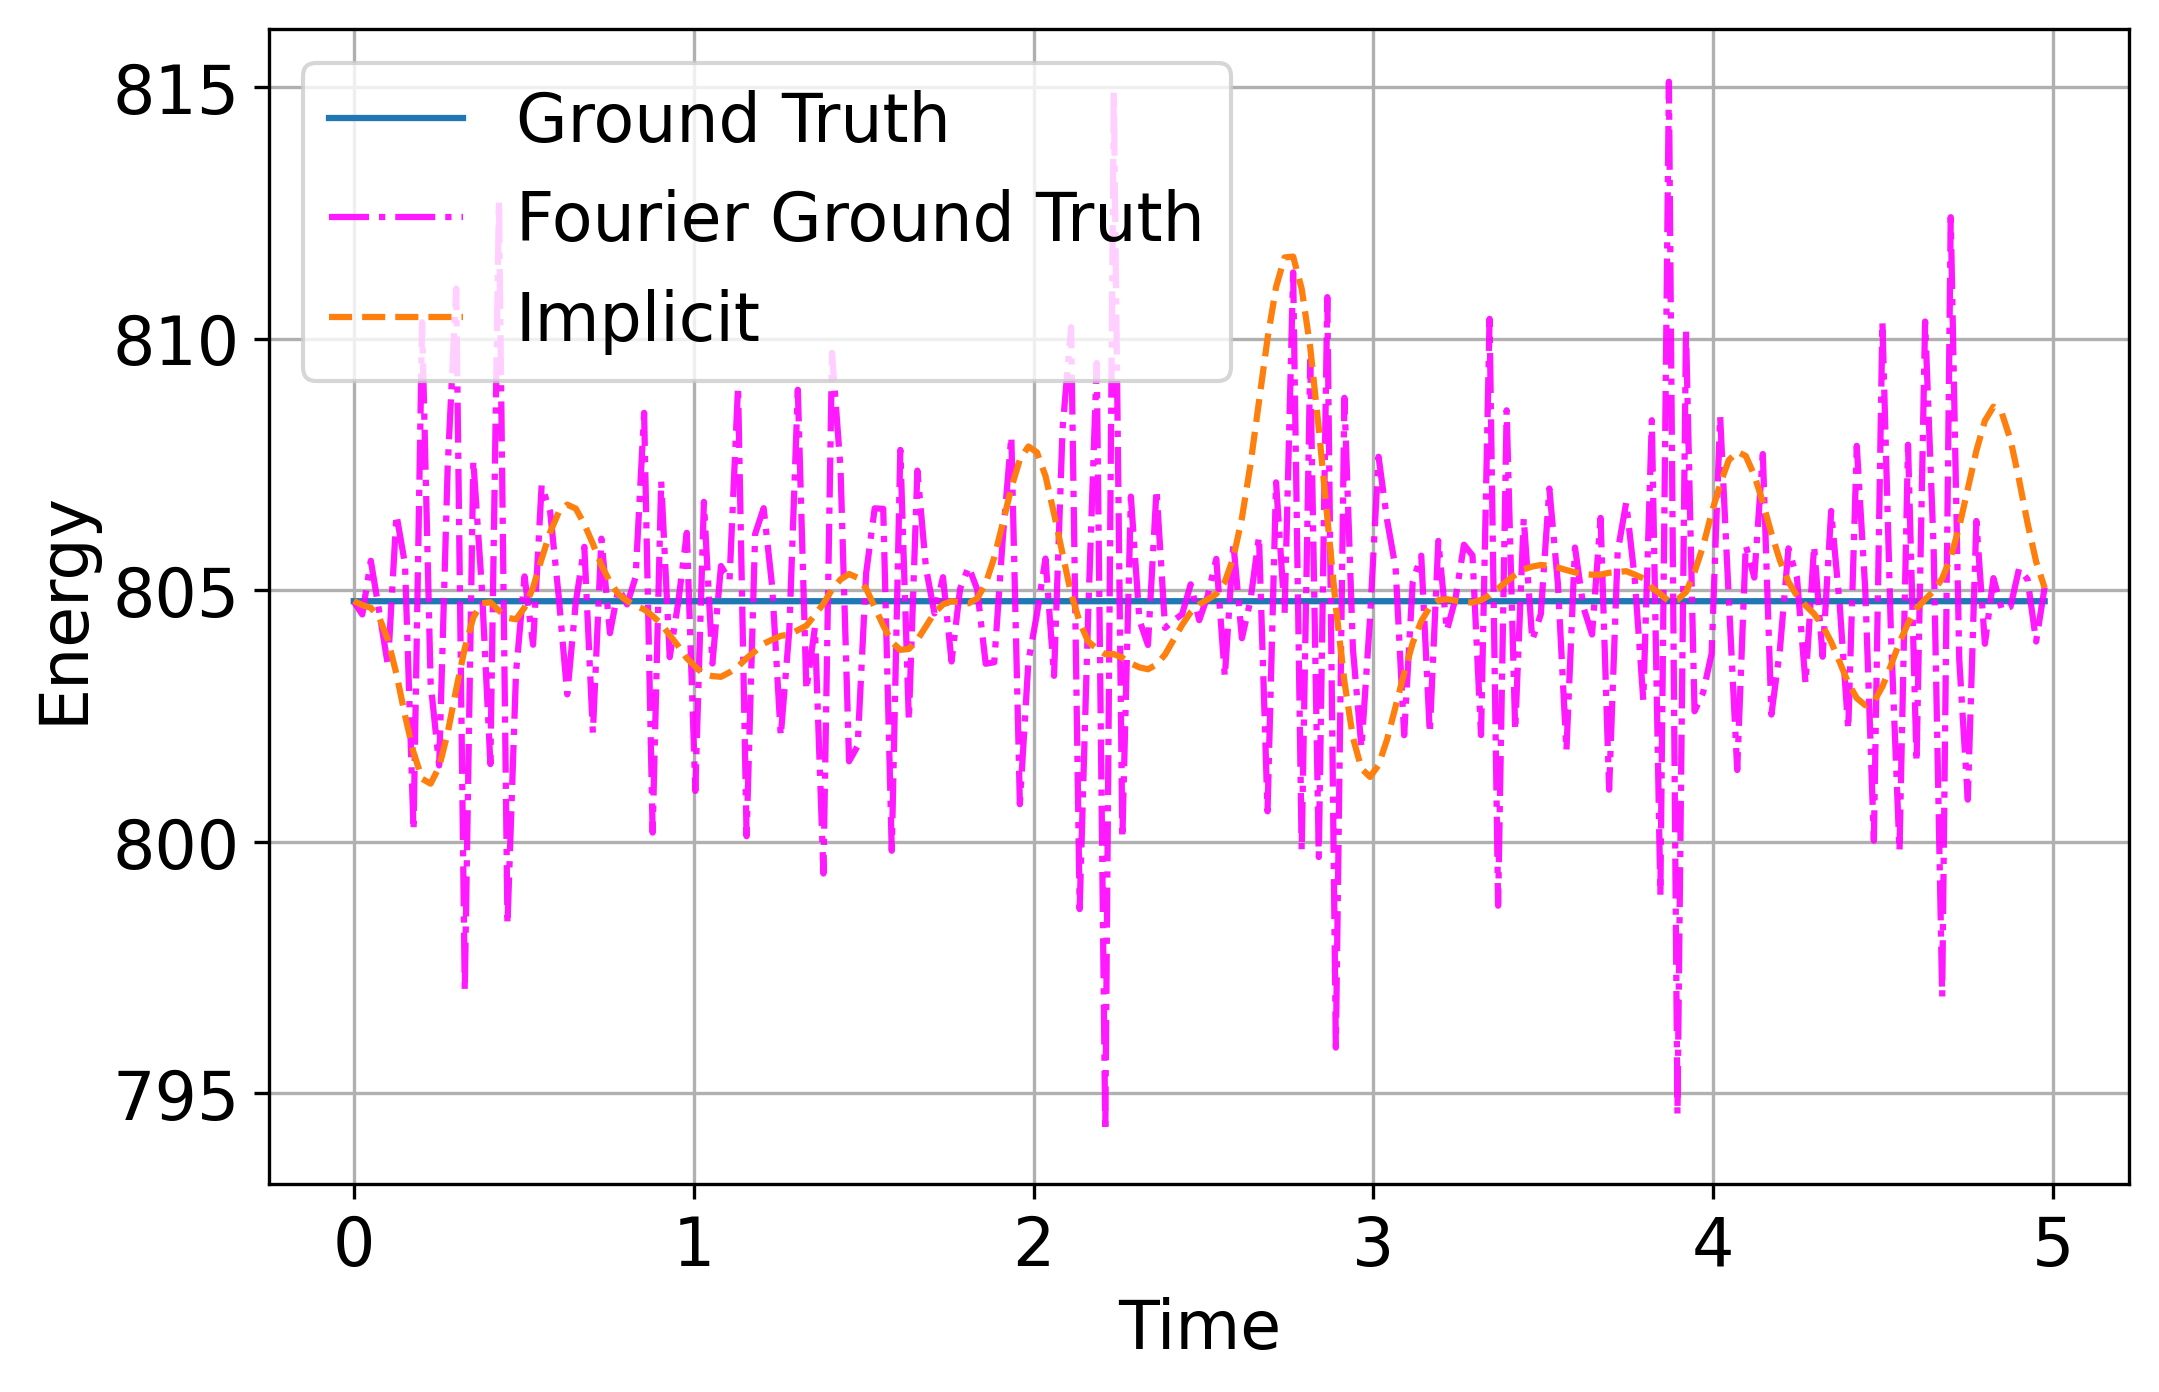 Ground Truth
Fourier Ground Truth
Implicit
815
810
805
800
795
Energy
0 1 2 3 4 5
Time